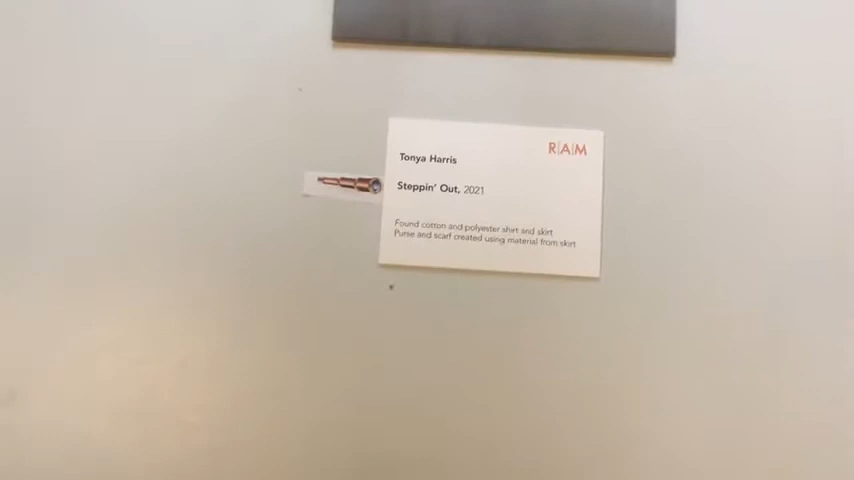 R|A|M
Tonya Harris
Steppin' Out, 2021
Found cotton and polyester shirt and skirt
Purse and scarf created using material from skirt